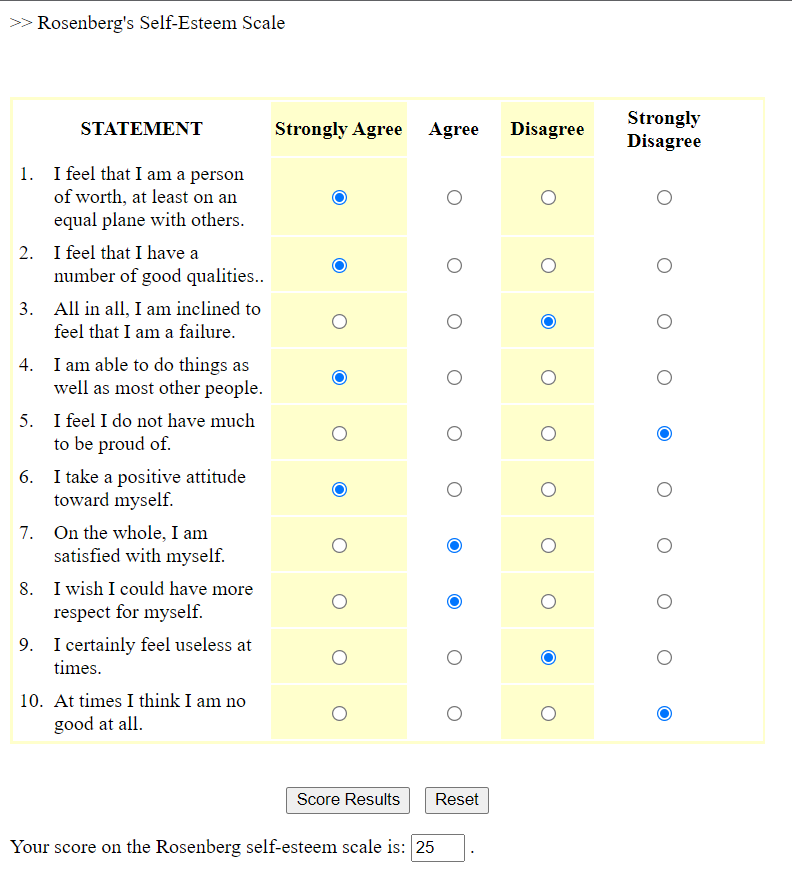 >> Rosenberg's Self-Esteem Scale
STATEMENT Strongly Agree Agree Disagree Strongly Disagree
1. I feel that I am a person
of worth, at least on an
equal plane with others.
2. I feel that I have a
number of good qualities..
3. All in all, I am inclined to
feel that I am a failure.
4. I am able to do things as
well as most other people.
5. I feel I do not have much
to be proud of.
6. I take a positive attitude
toward myself.
7. On the whole, I am
satisfied with myself.
8. I wish I could have more
respect for myself.
9. I certainly feel useless at
times.
10. At times I think I am no
good at all.
Score Results Reset
Your score on the Rosenberg self-esteem scale is: 25 .